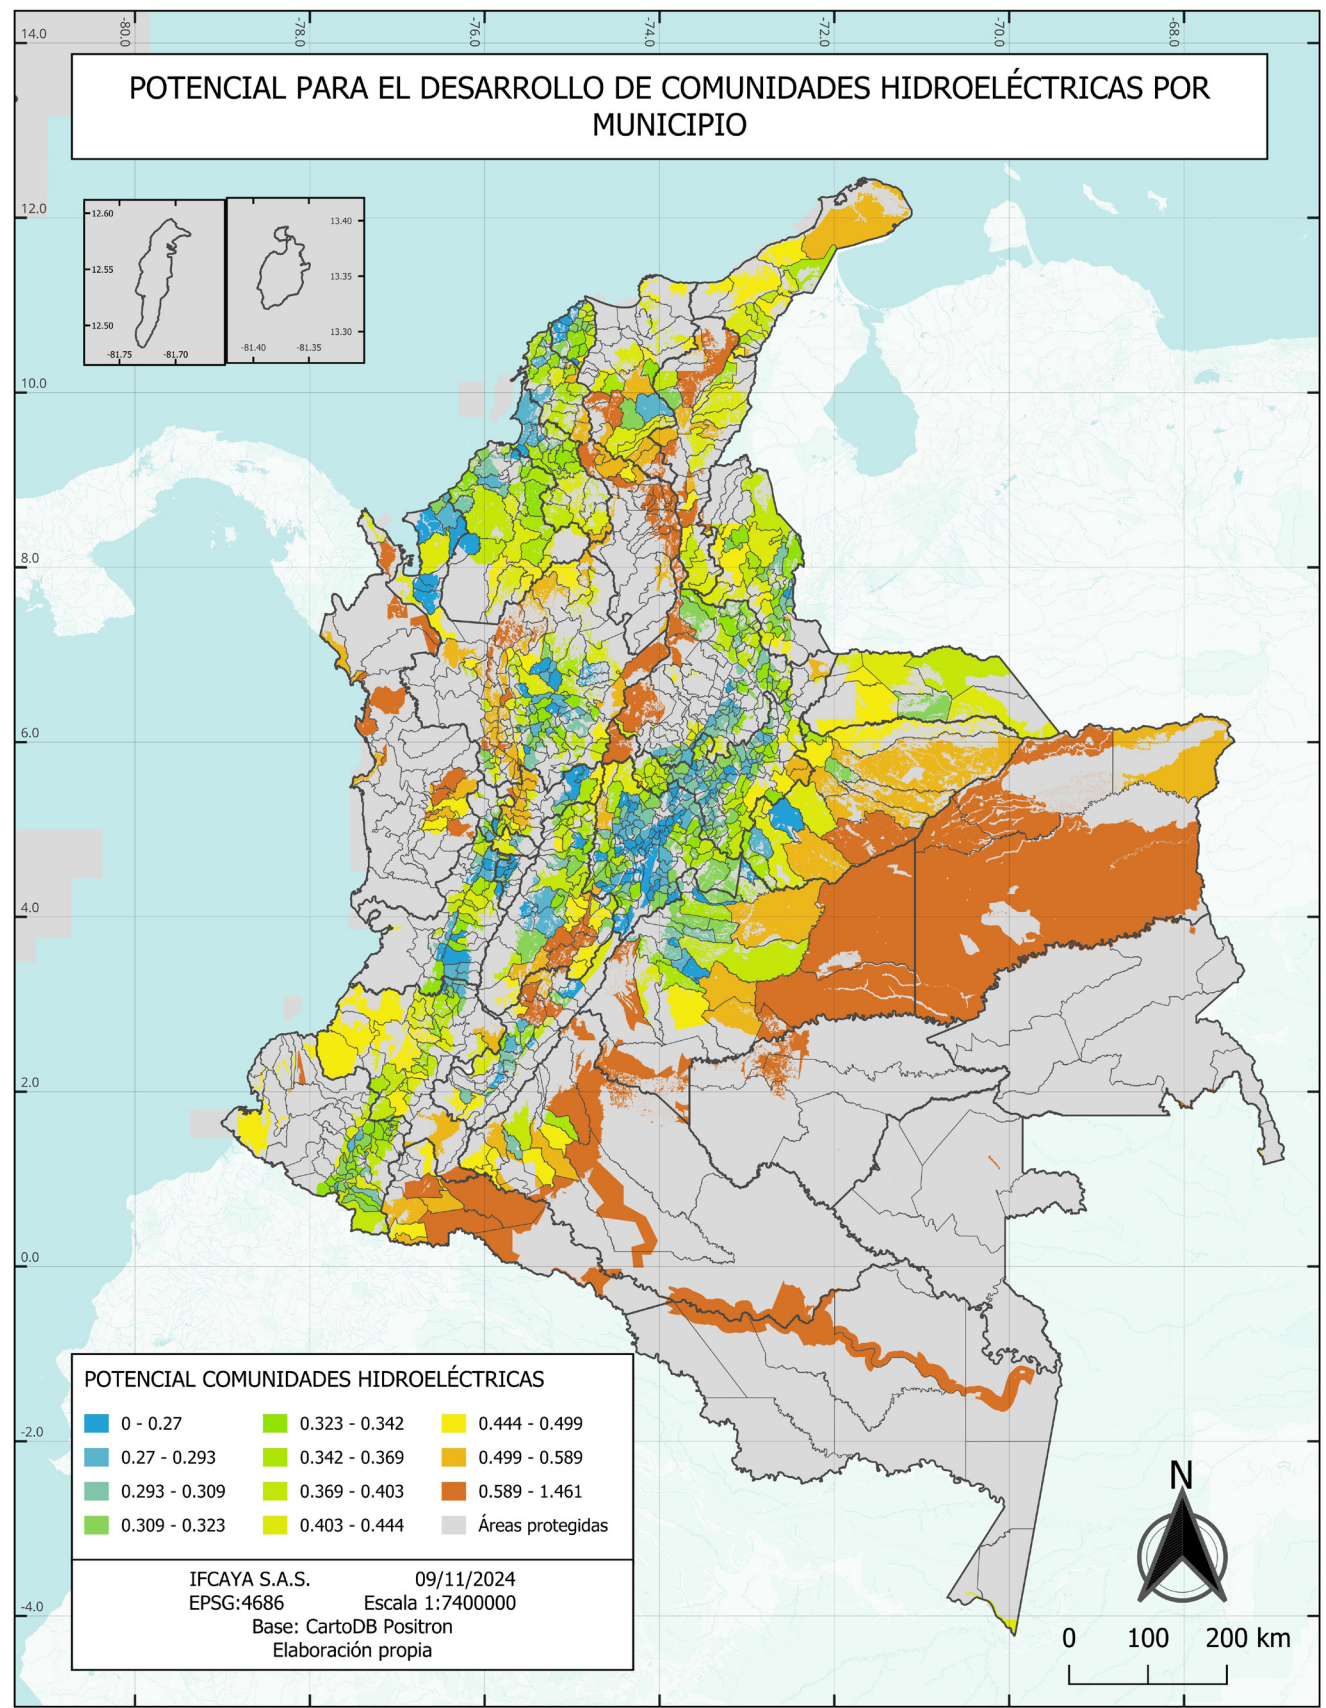 -80.0
-78.0
-76.0
-74.0
-72.0
-70.0
-68.0
14.0
POTENCIAL PARA EL DESARROLLO DE COMUNIDADES HIDROELÉCTRICAS POR
MUNICIPIO
12.0
12.60
12.55
12.50
-81.75
-81.70
13.40
13.35
13.30
-81.40
-81.35
10.0
8.0
6.0
4.0
2.0
0.0
-2.0
-4.0
POTENCIAL COMUNIDADES HIDROELÉCTRICAS
0 - 0.27
0.27 - 0.293
0.293 - 0.309
0.309 - 0.323
0.323 - 0.342
0.342 - 0.369
0.369 - 0.403
0.403 - 0.444
0.444 - 0.499
0.499 - 0.589
0.589 - 1.461
Áreas protegidas
IFCAYA S.A.S. 09/11/2024
EPSG:4686 Escala 1:7400000
Base: CartoDB Positron
Elaboración propia
N
0 100 200 km